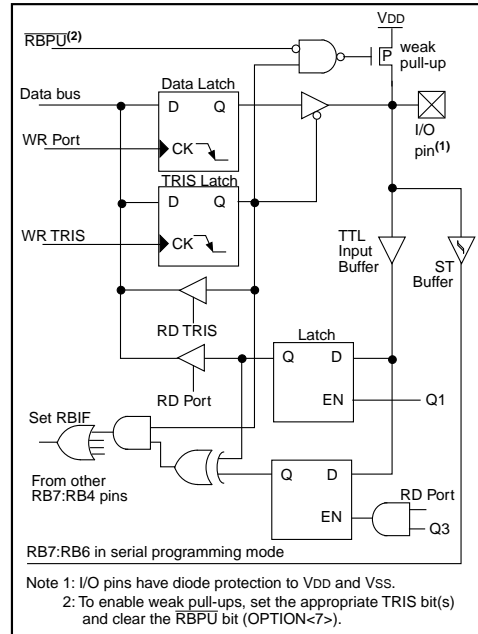 VDD
RBPU(2)
P
weak
pull-up
Data Latch
Data bus
D Q
I/O
pin(1)
WR Port
CK
TRIS Latch
D Q
WR TRIS
CK
TTL
Input
Buffer
ST
Buffer
RD TRIS
Latch
Q D
RD Port
EN
Q1
Set RBIF
From other
RB7:RB4 pins
Q D
RD Port
EN
Q3
RB7:RB6 in serial programming mode
Note 1: I/O pins have diode protection to VDD and VSS.
2: To enable weak pull-ups, set the appropriate TRIS bit(s)
and clear the RBPU bit (OPTION<7>).